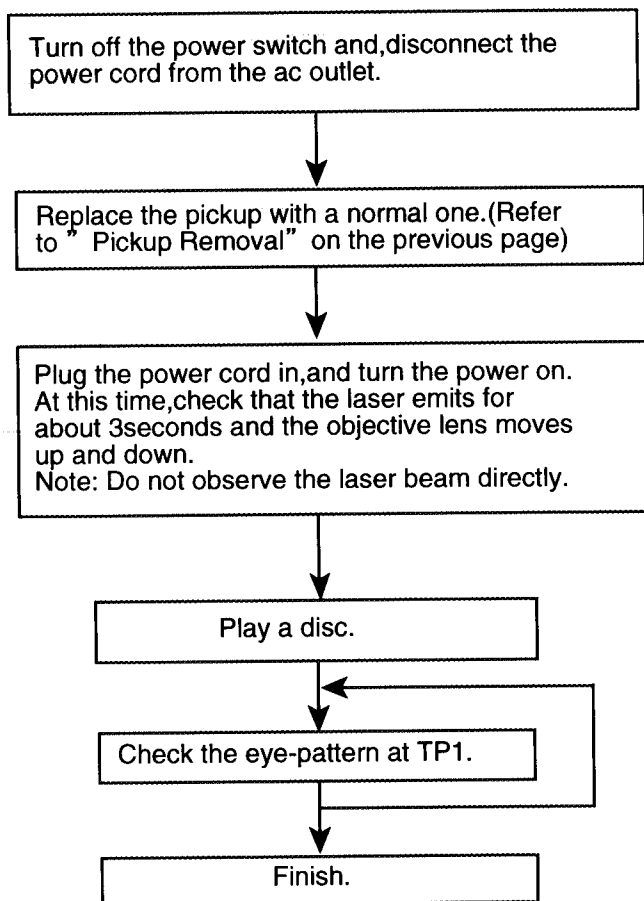 Turn off the power switch and,disconnect the
power cord from the ac outlet.
Replace the pickup with a normal one.(Refer
to ” Pickup Removal” on the previous page)
Plug the power cord in,and turn the power on.
At this time,check that the laser emits for
about 3seconds and the objective lens moves
up and down.
Note: Do not observe the laser beam directly.
Play a disc.
Check the eye-pattern at TP1.
Finish.